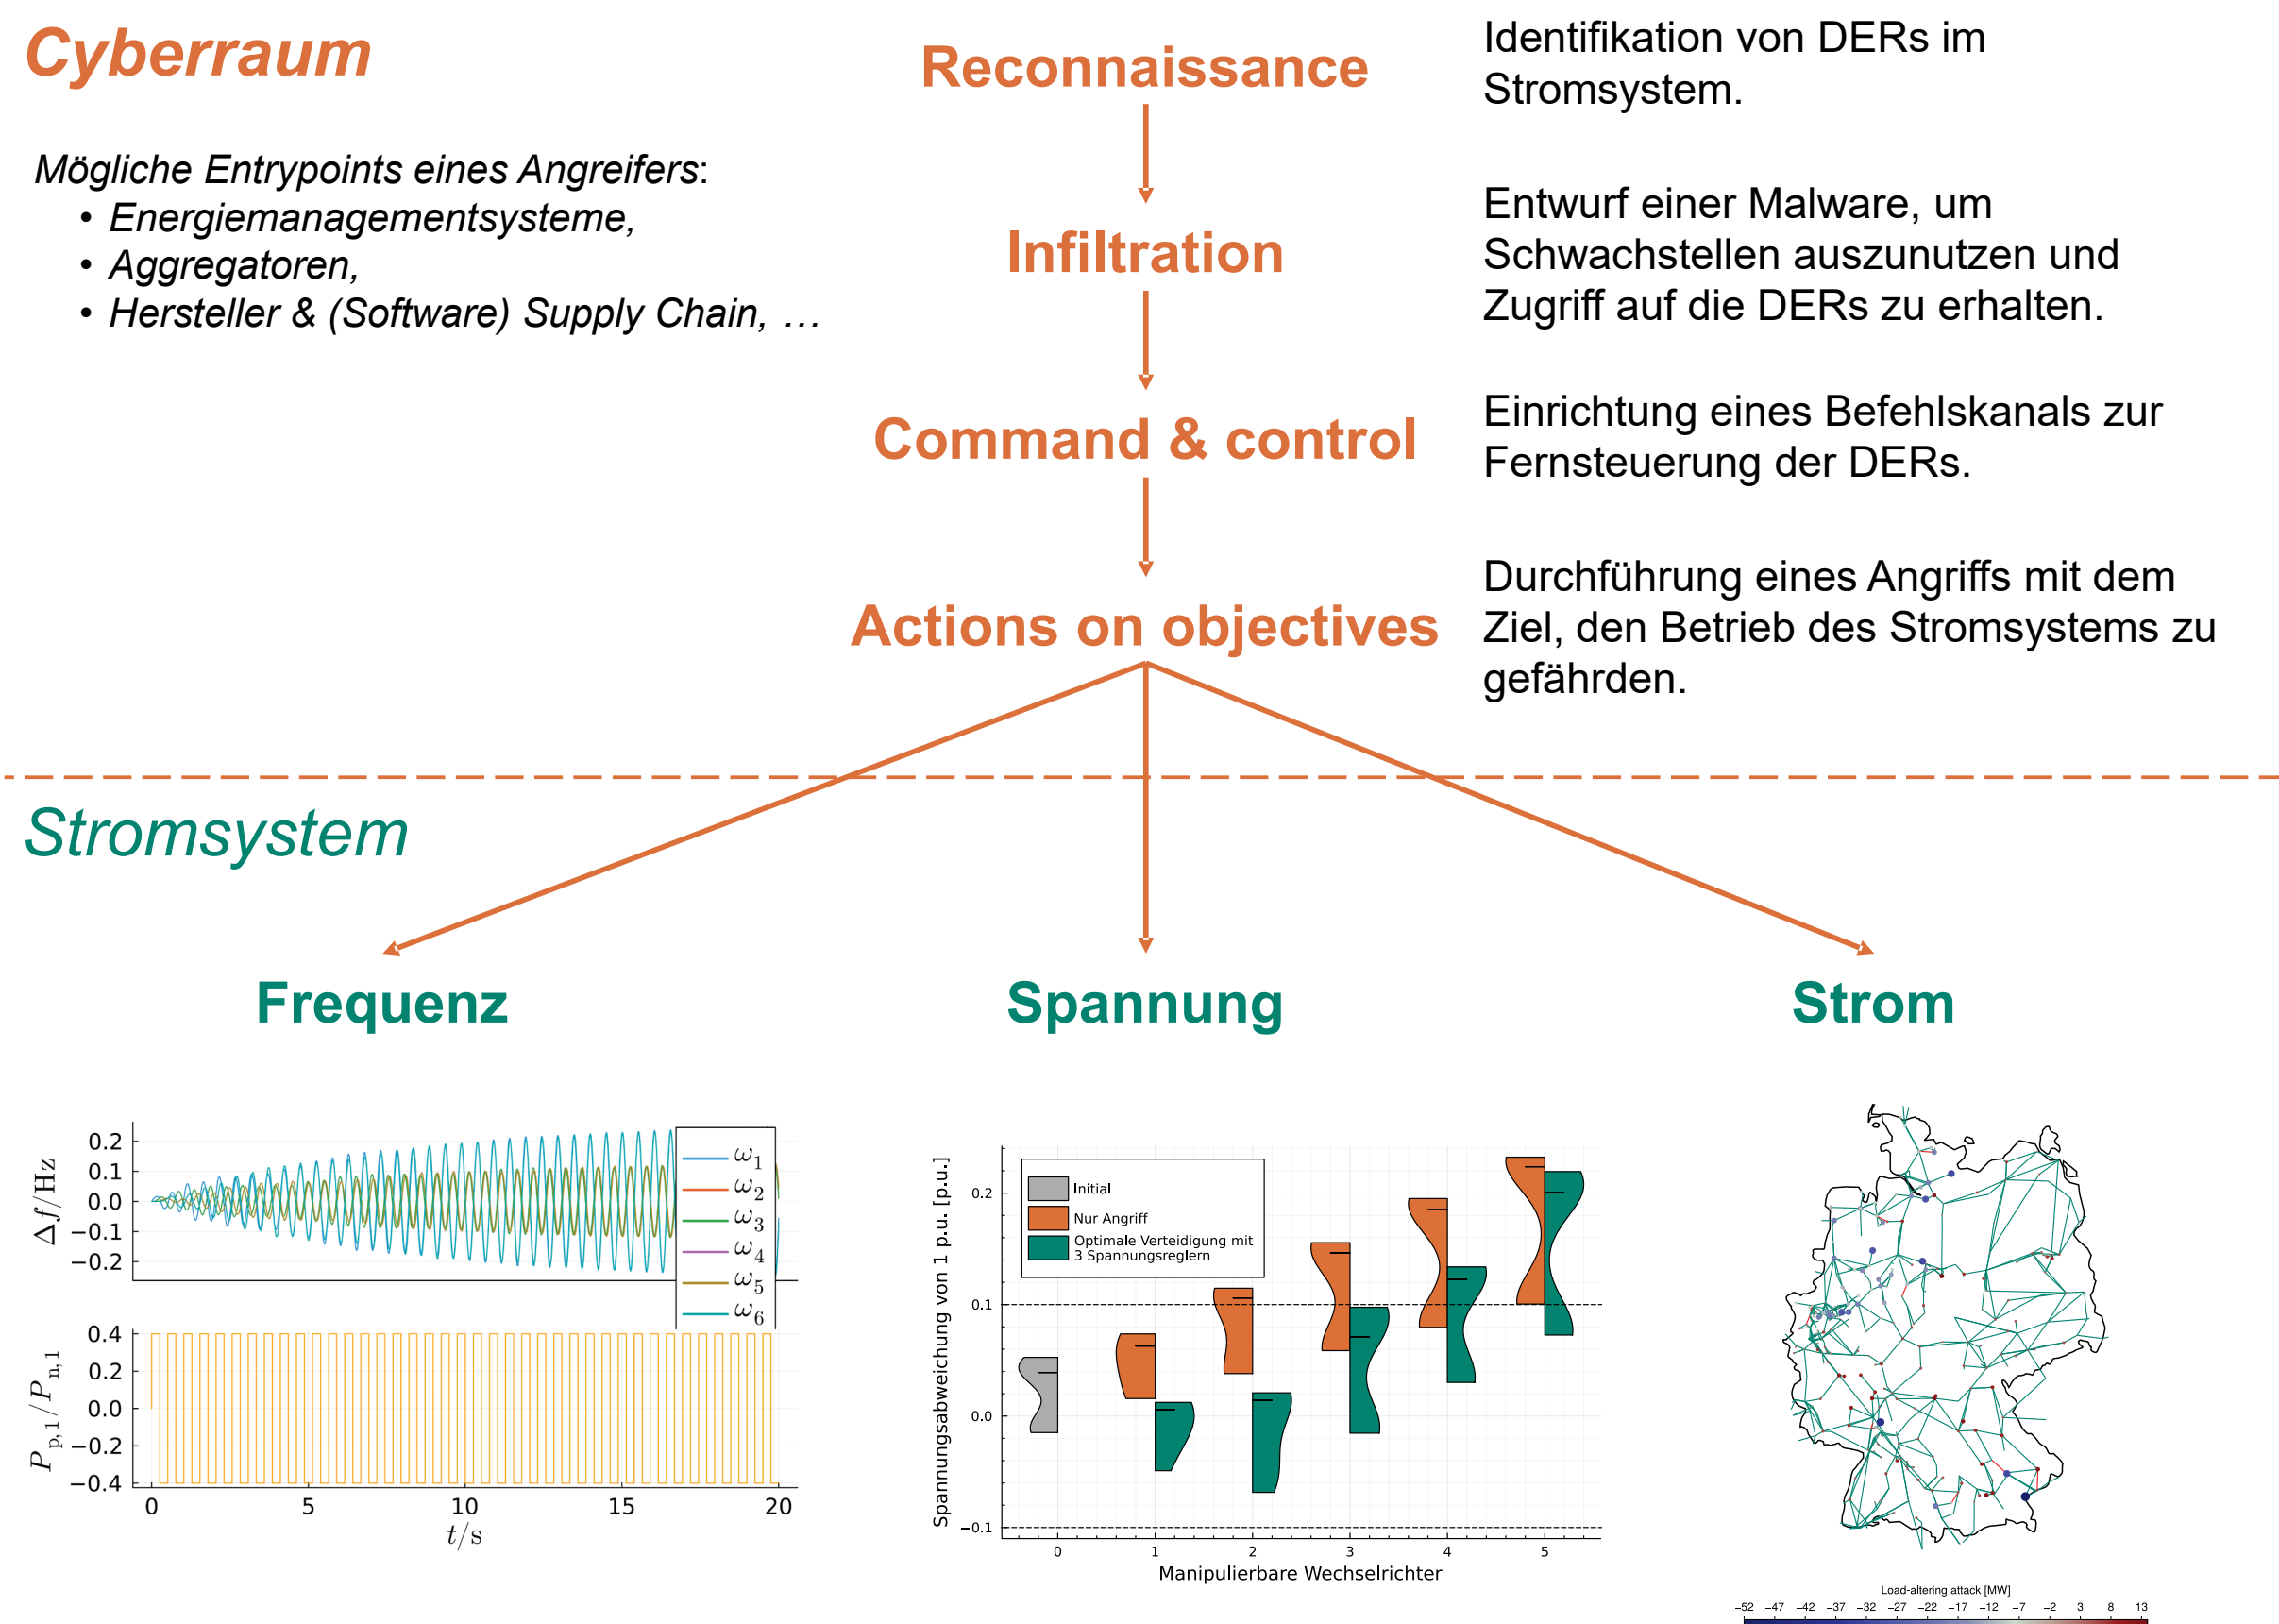 Cyberraum
Mögliche Entrypoints eines Angreifers:
• Energiemanagementsysteme,
• Aggregatoren,
• Hersteller & (Software) Supply Chain, …
Reconnaissance
Identifikation von DERs im
Stromsystem.
Infiltration
Entwurf einer Malware, um
Schwachstellen auszunutzen und
Zugriff auf die DERs zu erhalten.
Command & control
Einrichtung eines Befehlskanals zur
Fernsteuerung der DERs.
Actions on objectives
Durchführung eines Angriffs mit dem
Ziel, den Betrieb des Stromsystems zu
gefährden.
Stromsystem
Frequenz
Spannung
Strom
Δf/Hz
0.2
0.1
0.0
−0.1
−0.2
ω1
ω2
ω3
ω4
ω5
ω6
Pp,1/Pn,1
0.4
0.2
0.0
−0.2
−0.4
0 5 10 15 20
t/s
Spannungsabweichung von 1 p.u. [p.u.]
0.2
0.1
0.0
−0.1
Initial
Nur Angriff
Optimale Verteidigung mit
3 Spannungsreglern
0 1 2 3 4 5
Manipulierbare Wechselrichter
Load-altering attack [MW]
−52 −47 −42 −37 −32 −27 −22 −17 −12 −7 −2 3 8 13